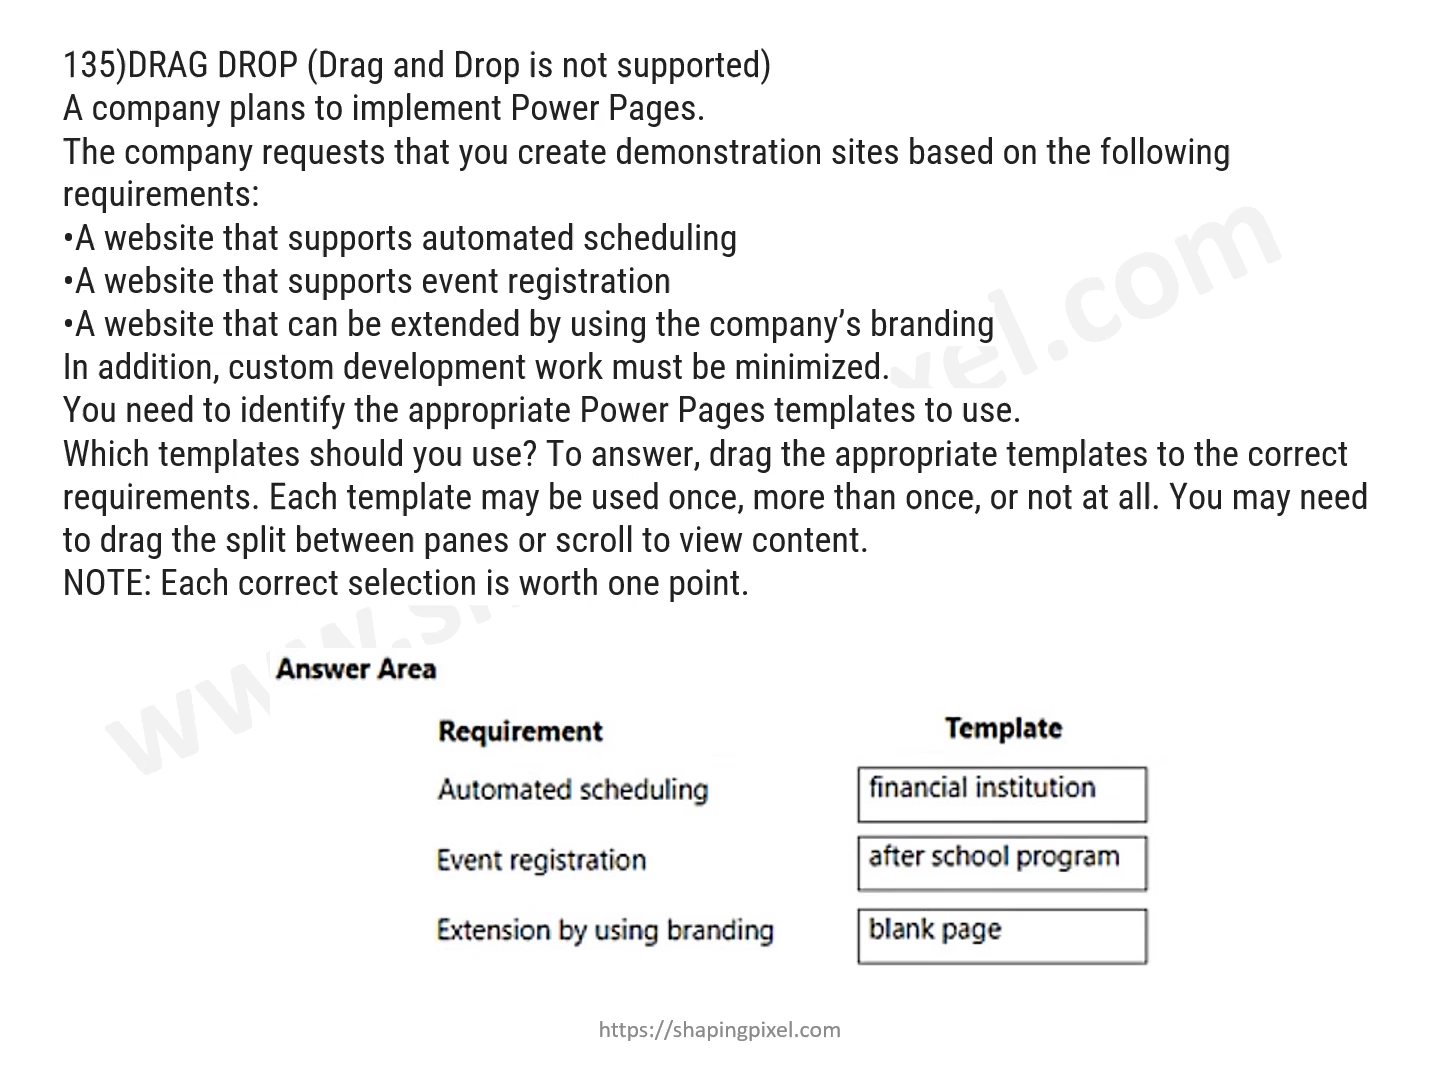 135)DRAG DROP (Drag and Drop is not supported)
A company plans to implement Power Pages.
The company requests that you create demonstration sites based on the following
requirements:
•A website that supports automated scheduling
•A website that supports event registration
•A website that can be extended by using the company’s branding
In addition, custom development work must be minimized.
You need to identify the appropriate Power Pages templates to use.
Which templates should you use? To answer, drag the appropriate templates to the correct
requirements. Each template may be used once, more than once, or not at all. You may need
to drag the split between panes or scroll to view content.
NOTE: Each correct selection is worth one point.
Answer Area
Requirement Template
Automated scheduling financial institution
Event registration after school program
Extension by using branding blank page
https://shapingpixel.com